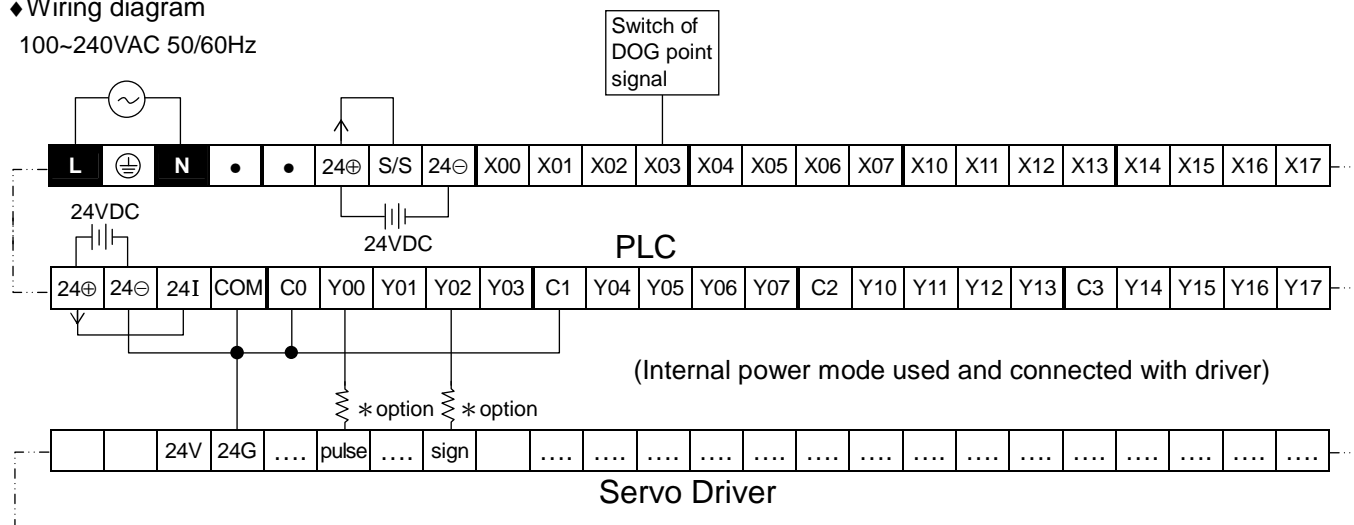 ♦Wiring diagram
100~240VAC 50/60Hz
Switch of
DOG point
signal
L N • • 24⊕ S/S 24⊖ X00 X01 X02 X03 X04 X05 X06 X07 X10 X11 X12 X13 X14 X15 X16 X17
24VDC
24VDC
PLC
24⊕ 24⊖ 24I COM C0 Y00 Y01 Y02 Y03 C1 Y04 Y05 Y06 Y07 C2 Y10 Y11 Y12 Y13 C3 Y14 Y15 Y16 Y17
(Internal power mode used and connected with driver)
∗option ∗option
24V 24G .... pulse .... sign .... .... .... .... .... .... .... .... .... .... .... .... .... .... ....
Servo Driver